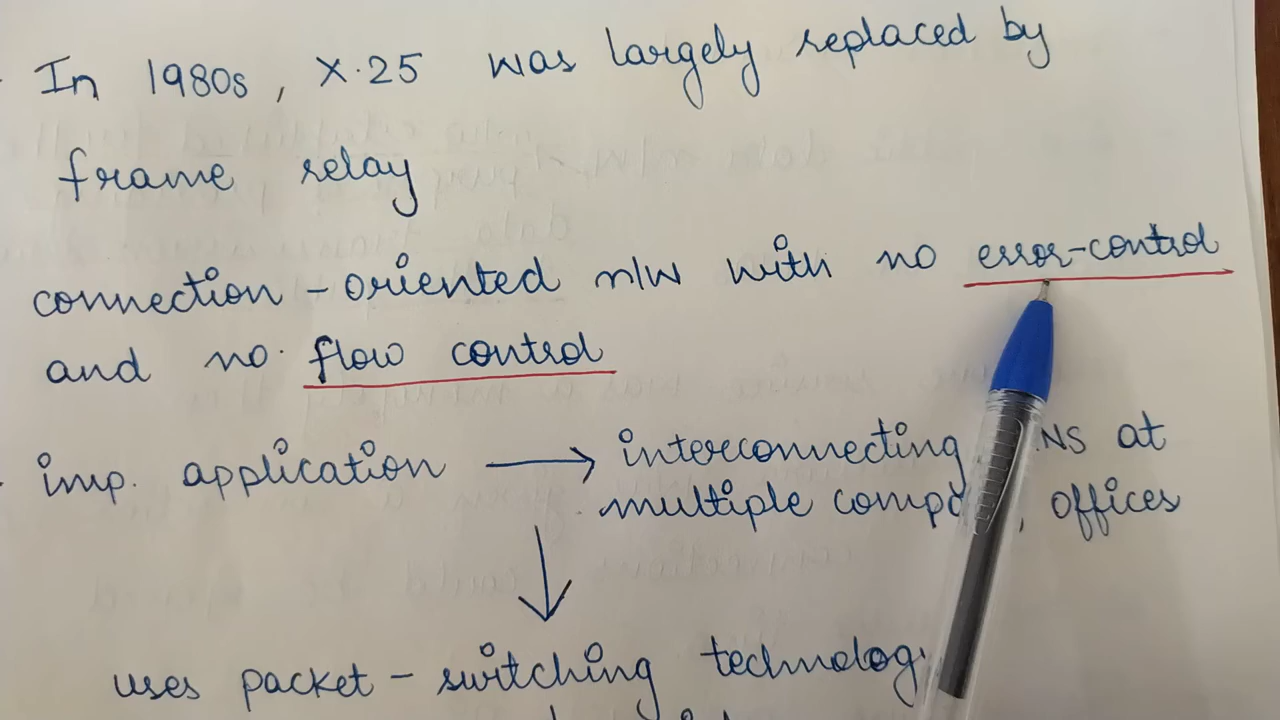 In 1980s, X.25 was largely replaced by
frame relay
connection-oriented n/w with no error-control
and no flow control
imp. application → interconnecting at
multiple offices
uses packet-switching